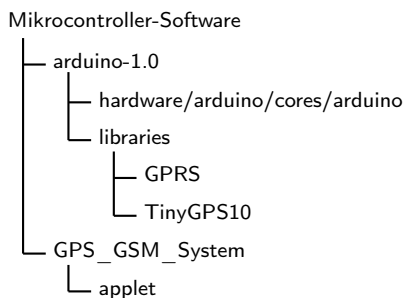 Mikrocontroller-Software
arduino-1.0
hardware/arduino/cores/arduino
libraries
GPRS
TinyGPS10
GPS_GSM_System
applet